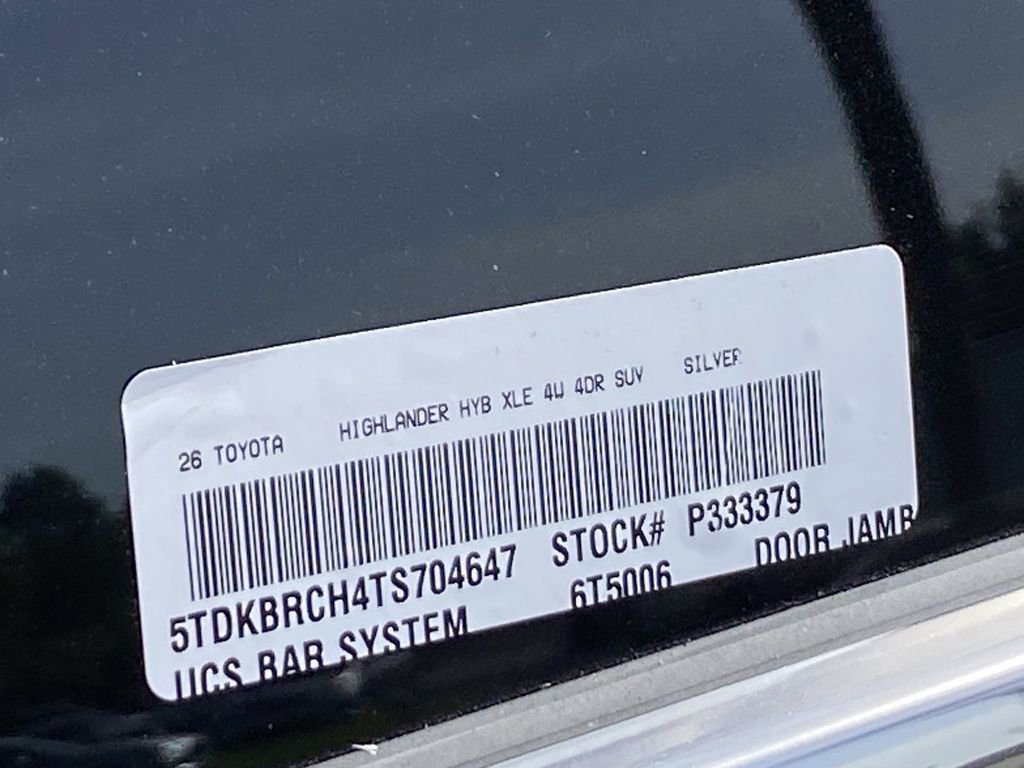 26 TOYOTA HIGHLANDER HYB XLE 4W 4DR SUV SILVER
5TDKBRCH4TS704647 STOCK# P333379
UCS BAR SYSTEM 6T5006 DOOR JAMB